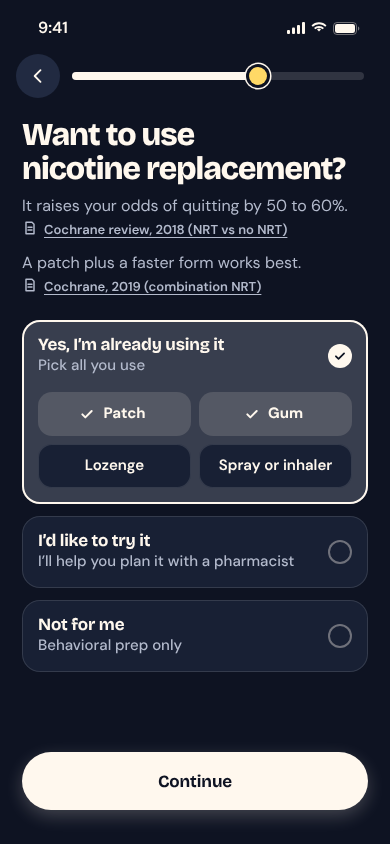 9:41
Want to use
nicotine replacement?
It raises your odds of quitting by 50 to 60%.
Cochrane review, 2018 (NRT vs no NRT)
A patch plus a faster form works best.
Cochrane, 2019 (combination NRT)
Yes, I’m already using it
Pick all you use
Patch
Gum
Lozenge
Spray or inhaler
I’d like to try it
I’ll help you plan it with a pharmacist
Not for me
Behavioral prep only
Continue